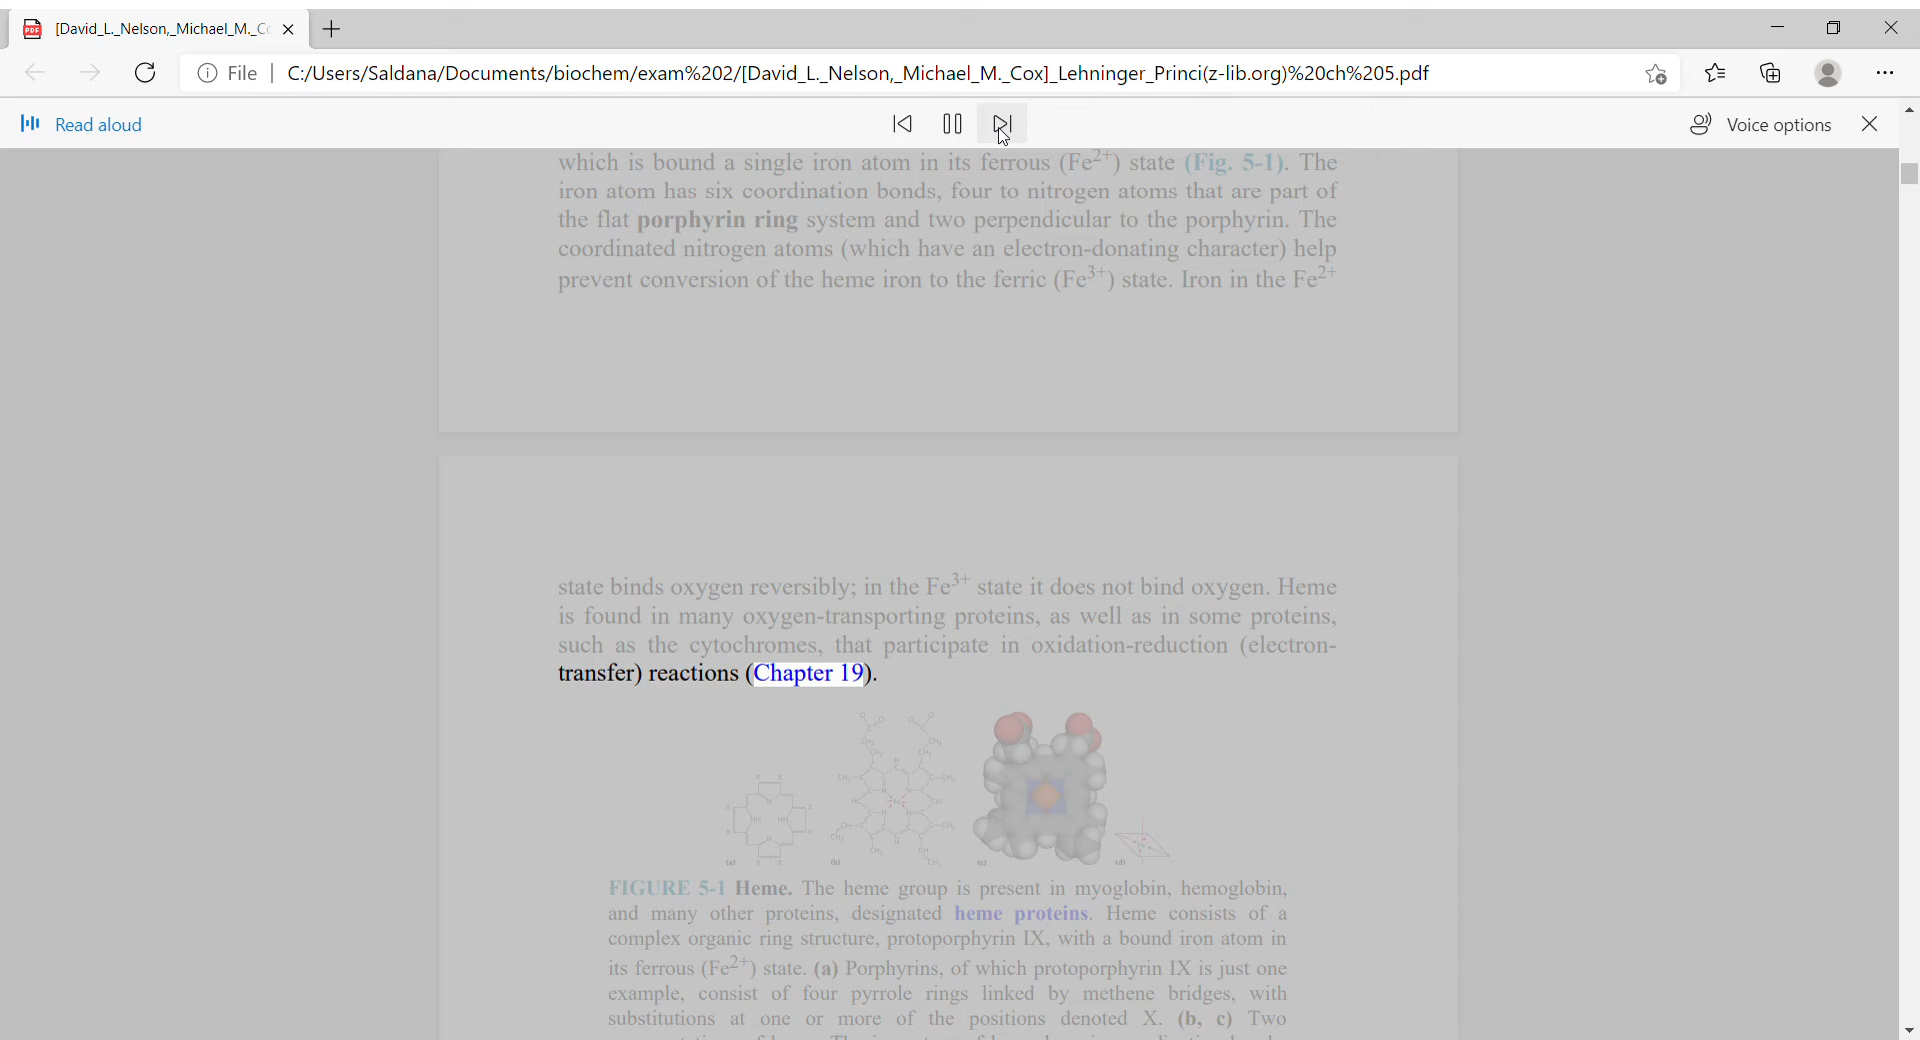 [David_L._Nelson,_Michael_M._Co
File
C:/Users/Saldana/Documents/biochem/exam%202/[David_L._Nelson,_Michael_M._Cox]_Lehninger_Princi(z-lib.org)%20ch%205.pdf
Read aloud
Voice options
which is bound a single iron atom in its ferrous (Fe2+) state (Fig. 5-1). The
iron atom has six coordination bonds, four to nitrogen atoms that are part of
the flat porphyrin ring system and two perpendicular to the porphyrin. The
coordinated nitrogen atoms (which have an electron-donating character) help
prevent conversion of the heme iron to the ferric (Fe3+) state. Iron in the Fe2+
state binds oxygen reversibly; in the Fe3+ state it does not bind oxygen. Heme
is found in many oxygen-transporting proteins, as well as in some proteins,
such as the cytochromes, that participate in oxidation-reduction (electron-
transfer) reactions (Chapter 19).
(a)
(b)
(c)
(d)
FIGURE 5-1 Heme. The heme group is present in myoglobin, hemoglobin,
and many other proteins, designated heme proteins. Heme consists of a
complex organic ring structure, protoporphyrin IX, with a bound iron atom in
its ferrous (Fe2+) state. (a) Porphyrins, of which protoporphyrin IX is just one
example, consist of four pyrrole rings linked by methene bridges, with
substitutions at one or more of the positions denoted X. (b, c) Two